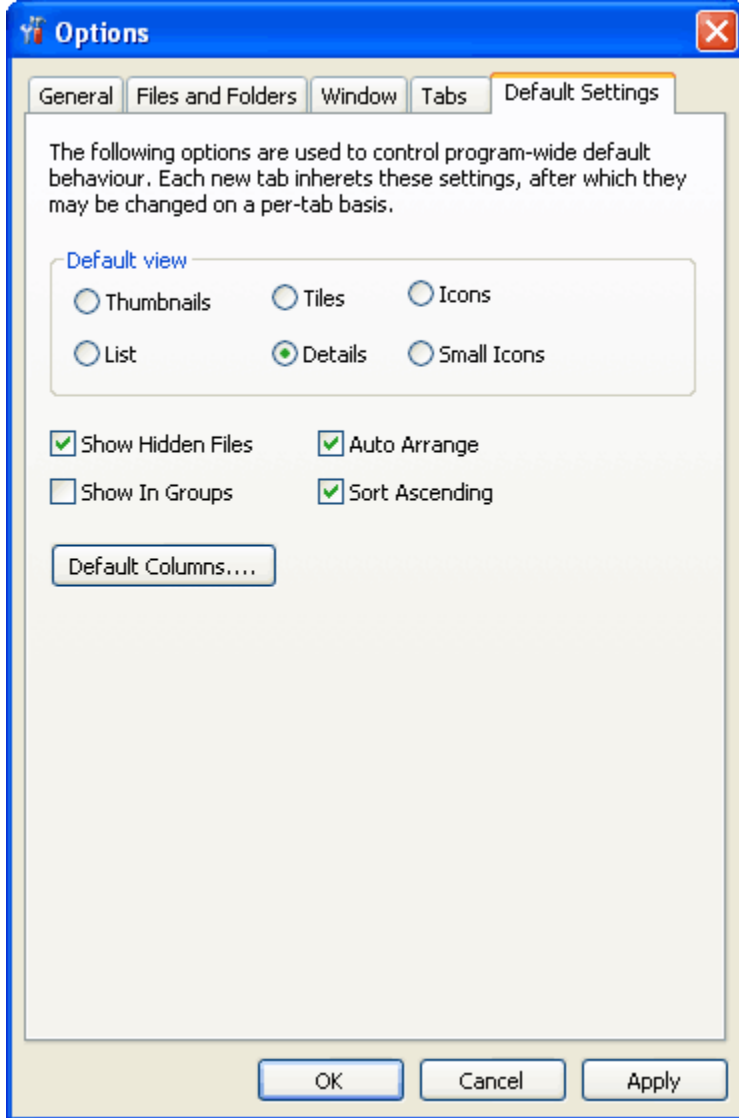 Options
General Files and Folders Window Tabs Default Settings
The following options are used to control program-wide default
behaviour. Each new tab inherets these settings, after which they
may be changed on a per-tab basis.
Default view
Thumbnails Tiles Icons
List Details Small Icons
Show Hidden Files Auto Arrange
Show In Groups Sort Ascending
Default Columns....
OK Cancel Apply